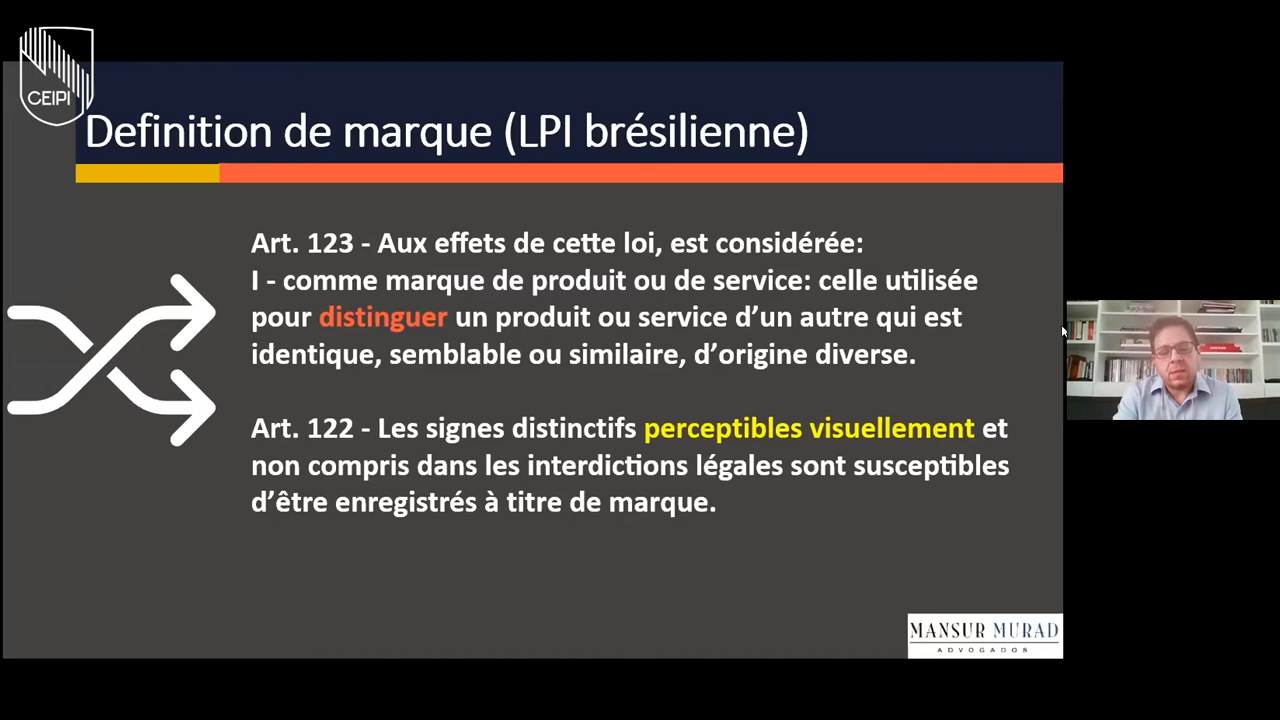 CEIPI
Definition de marque (LPI brésilienne)
Art. 123 - Aux effets de cette loi, est considérée:
I - comme marque de produit ou de service: celle utilisée
pour distinguer un produit ou service d’un autre qui est
identique, semblable ou similaire, d’origine diverse.
Art. 122 - Les signes distinctifs perceptibles visuellement et
non compris dans les interdictions légales sont susceptibles
d’être enregistrés à titre de marque.
MANSUR MURAD
ADVOGADOS